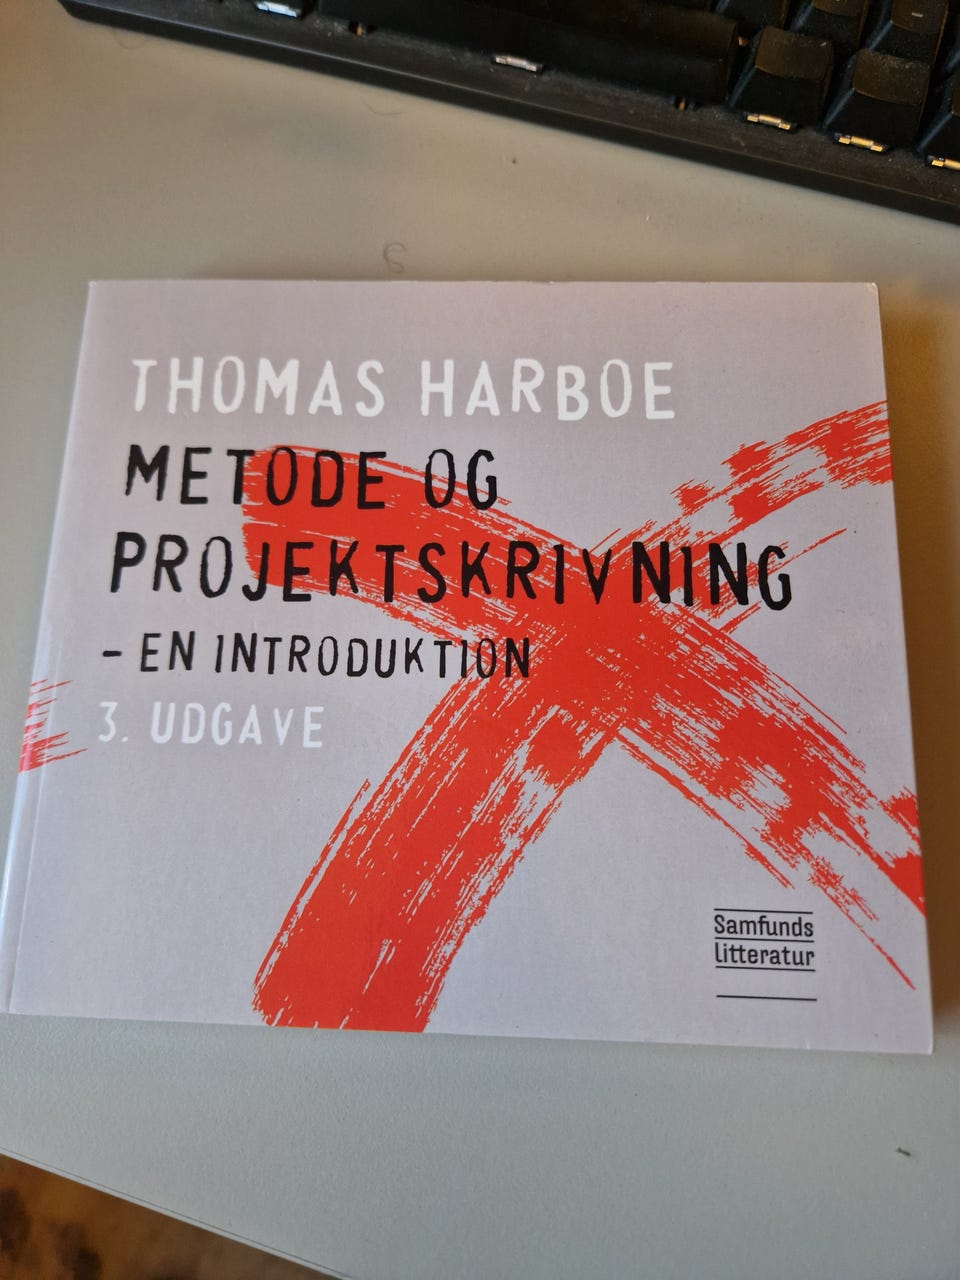 THOMAS HARBOE
METODE OG
PROJEKTSKRIVNING
– EN INTRODUKTION
3. UDGAVE
Samfunds
litteratur